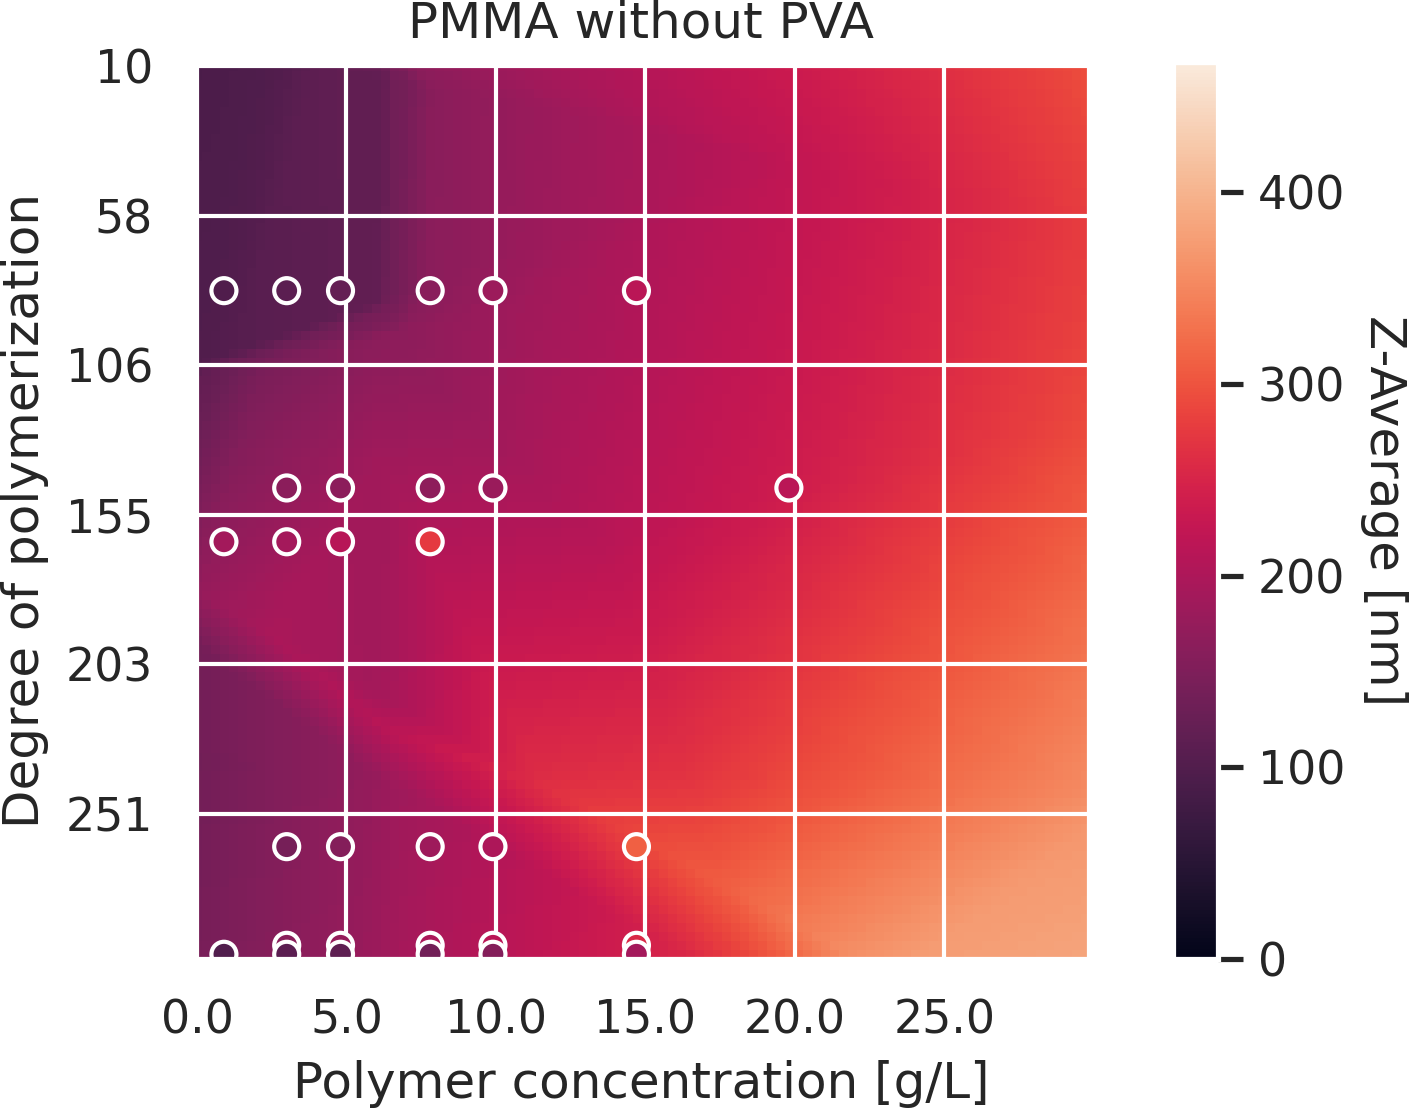 PMMA without PVA
Degree of polymerization
10
58
106
155
203
251
0.0 5.0 10.0 15.0 20.0 25.0
Polymer concentration [g/L]
400
300
200
100
0
Z-Average [nm]